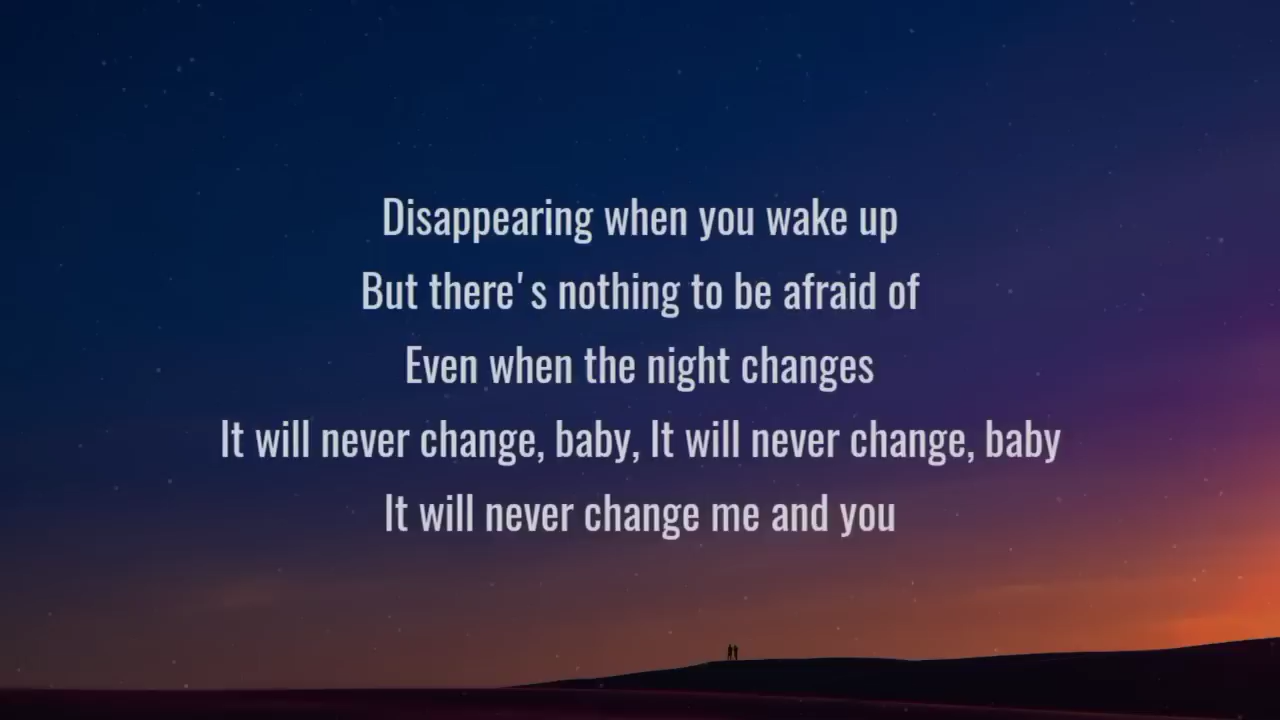 Disappearing when you wake up
But there's nothing to be afraid of
Even when the night changes
It will never change, baby, It will never change, baby
It will never change me and you